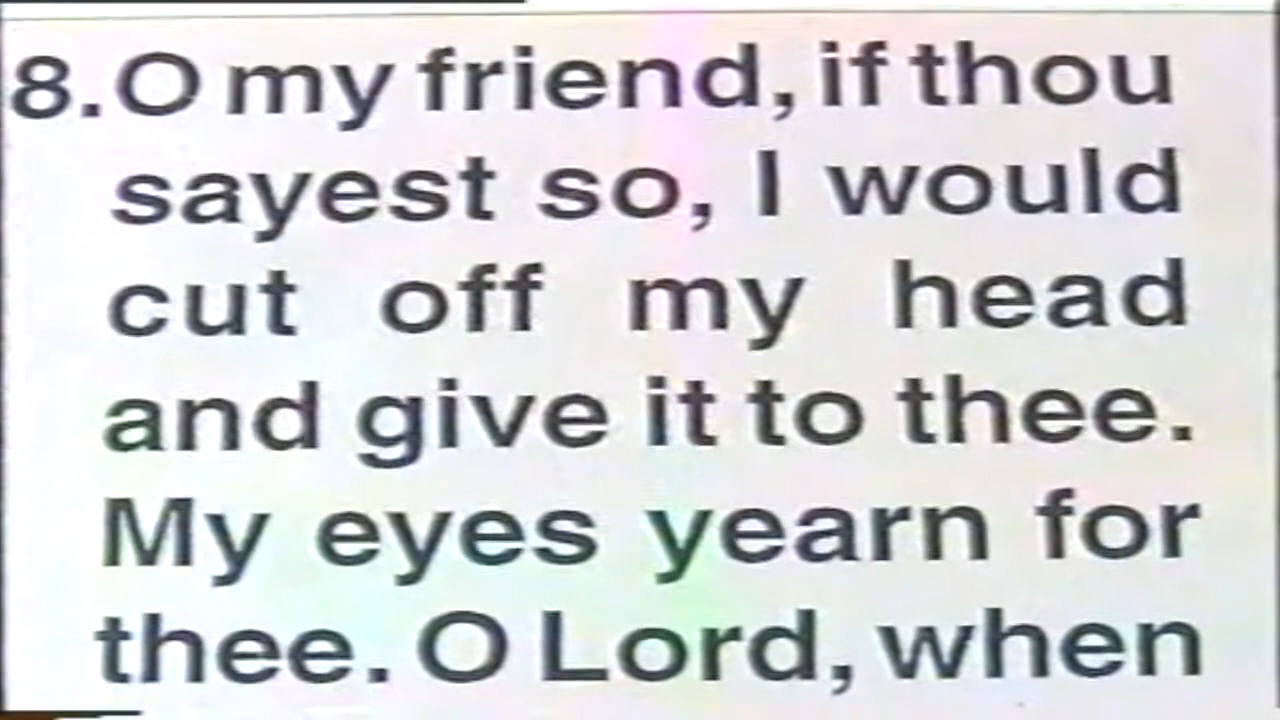 8. O my friend, if thou
sayest so, I would
cut off my head
and give it to thee.
My eyes yearn for
thee. O Lord, when